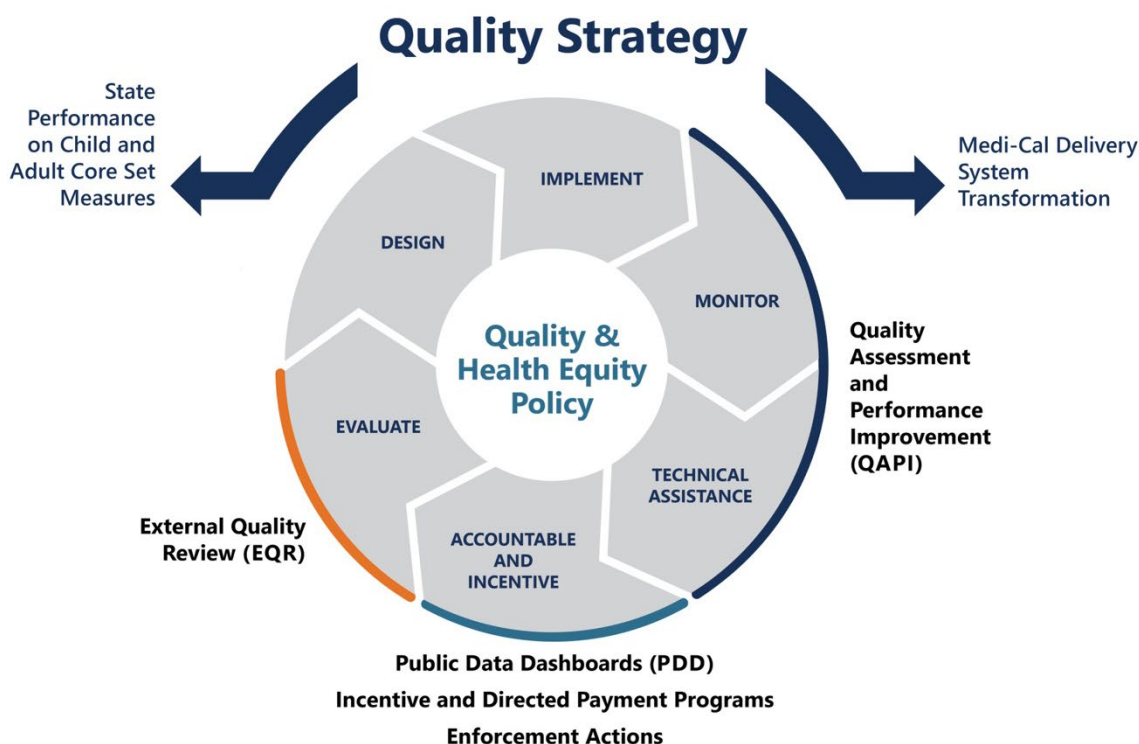 Quality Strategy
State
Performance
on Child and
Adult Core Set
Measures
Medi-Cal Delivery
System
Transformation
IMPLEMENT
DESIGN
MONITOR
Quality &
Health Equity
Policy
Quality
Assessment
and
Performance
Improvement
(QAPI)
EVALUATE
TECHNICAL
ASSISTANCE
External Quality
Review (EQR)
ACCOUNTABLE
AND
INCENTIVE
Public Data Dashboards (PDD)
Incentive and Directed Payment Programs
Enforcement Actions